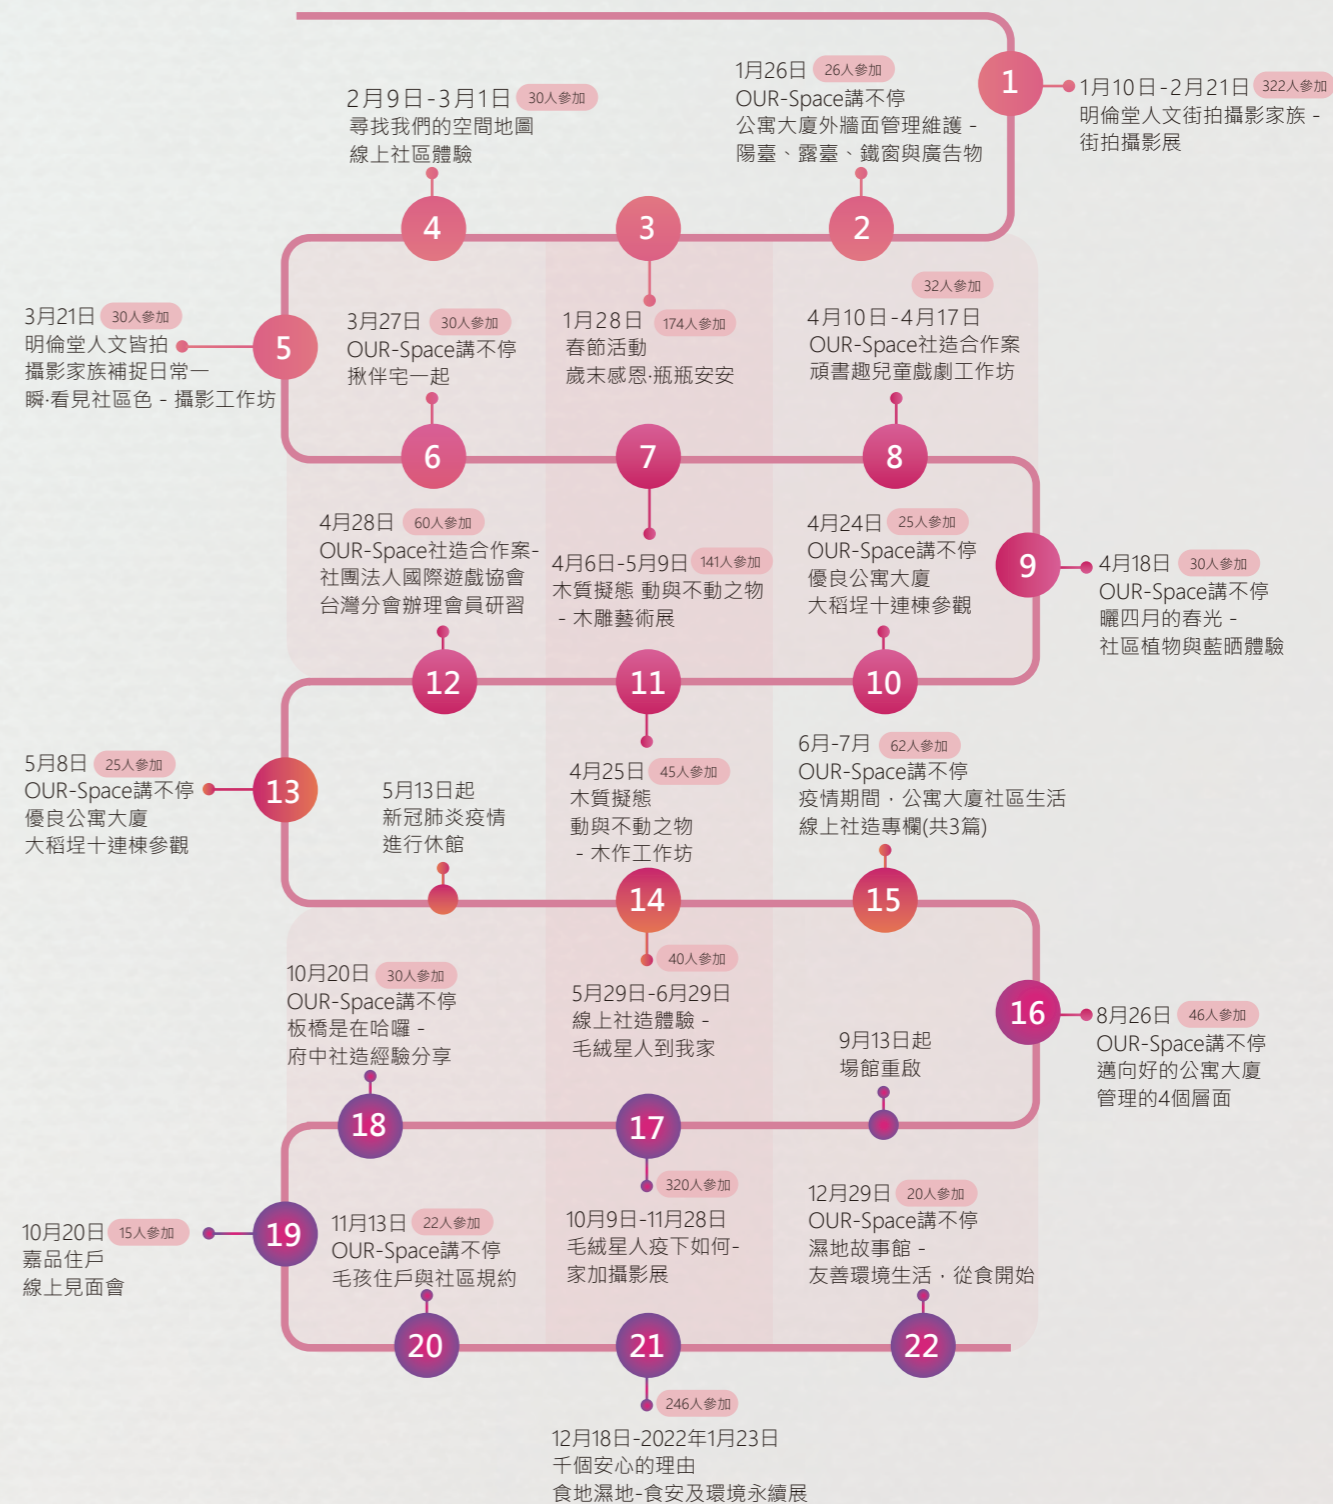 1
1月10日-2月21日 322人參加
明倫堂人文街拍攝影家族 -
街拍攝影展
1月26日 26人參加
OUR-Space講不停
公寓大廈外牆面管理維護 -
陽臺、露臺、鐵窗與廣告物
2
3
1月28日 174人參加
春節活動
歲末感恩·瓶瓶安安
2月9日-3月1日 30人參加
尋找我們的空間地圖
線上社區體驗
4
5
3月21日 30人參加
明倫堂人文皆拍
攝影家族補捉日常一
瞬·看見社區色 - 攝影工作坊
3月27日 30人參加
OUR-Space講不停
揪伴宅一起
6
7
4月6日-5月9日 141人參加
木質擬態 動與不動之物
- 木雕藝術展
32人參加
4月10日-4月17日
OUR-Space社造合作案
頑書趣兒童戲劇工作坊
8
9
4月18日 30人參加
OUR-Space講不停
曬四月的春光 -
社區植物與藍晒體驗
4月24日 25人參加
OUR-Space講不停
優良公寓大廈
大稻埕十連棟參觀
10
11
4月25日 45人參加
木質擬態
動與不動之物
- 木作工作坊
4月28日 60人參加
OUR-Space社造合作案-
社團法人國際遊戲協會
台灣分會辦理會員研習
12
13
5月8日 25人參加
OUR-Space講不停
優良公寓大廈
大稻埕十連棟參觀
5月13日起
新冠肺炎疫情
進行休館
14
40人參加
5月29日-6月29日
線上社造體驗 -
毛絨星人到我家
6月-7月 62人參加
OUR-Space講不停
疫情期間，公寓大廈社區生活
線上社造專欄(共3篇)
15
16
8月26日 46人參加
OUR-Space講不停
邁向好的公寓大廈
管理的4個層面
9月13日起
場館重啟
17
320人參加
10月9日-11月28日
毛絨星人疫下如何-
家加攝影展
10月20日 30人參加
OUR-Space講不停
板橋是在哈囉 -
府中社造經驗分享
18
19
10月20日 15人參加
嘉品住戶
線上見面會
11月13日 22人參加
OUR-Space講不停
毛孩住戶與社區規約
20
21
246人參加
12月18日-2022年1月23日
千個安心的理由
食地濕地-食安及環境永續展
12月29日 20人參加
OUR-Space講不停
濕地故事館 -
友善環境生活，從食開始
22